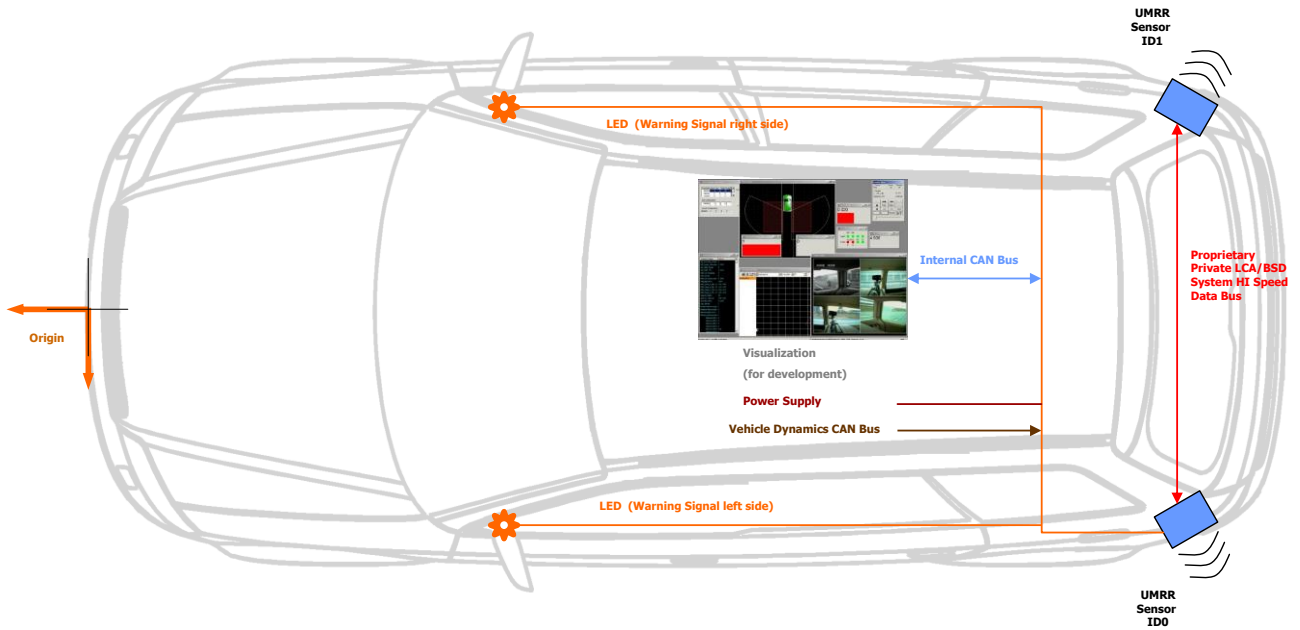 UMRR
Sensor
ID1
LED  (Warning Signal right side)
Internal CAN Bus
Proprietary
Private LCA/BSD
System HI Speed
Data Bus
Origin
Visualization
(for development)
Power Supply
Vehicle Dynamics CAN Bus
LED  (Warning Signal left side)
UMRR
Sensor
ID0